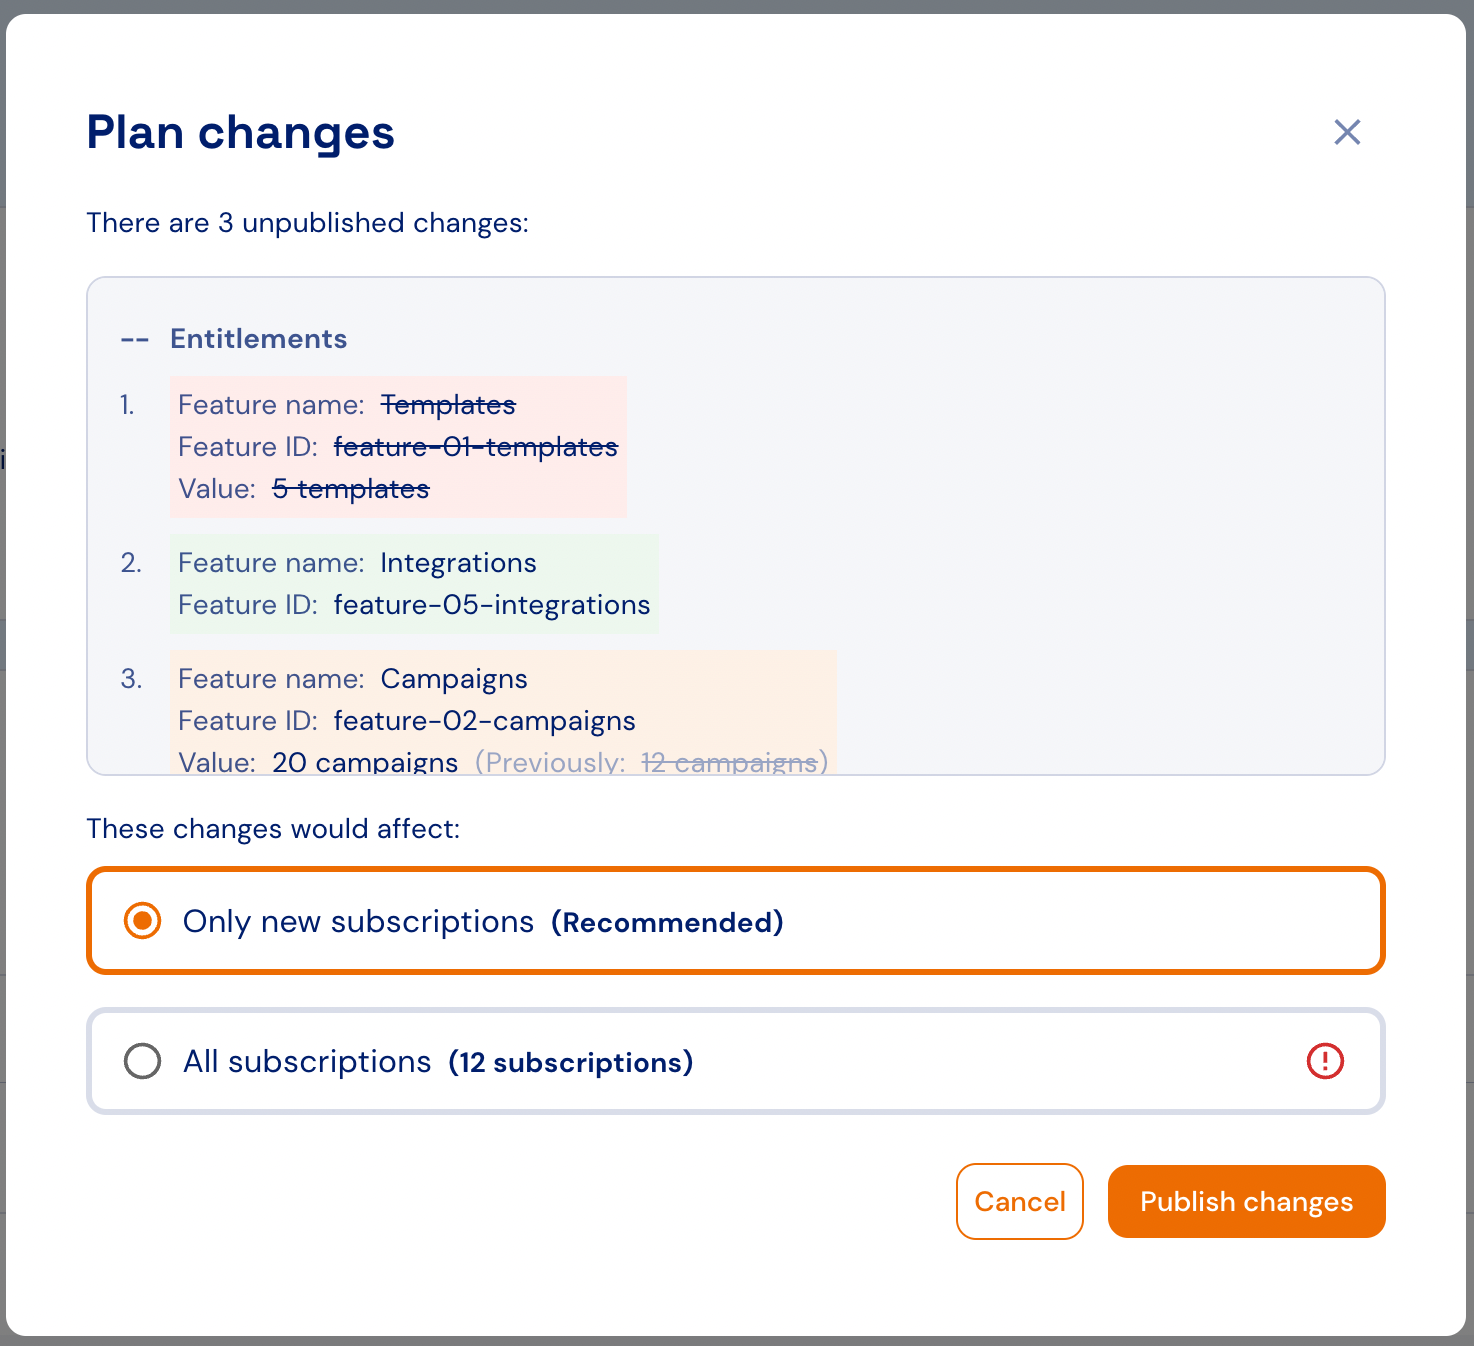 Plan changes
There are 3 unpublished changes:
-- Entitlements
1. Feature name: Templates
Feature ID: feature-01-templates
Value: 5 templates
2. Feature name: Integrations
Feature ID: feature-05-integrations
3. Feature name: Campaigns
Feature ID: feature-02-campaigns
Value: 20 campaigns (Previously: 12 campaigns)
These changes would affect:
Only new subscriptions (Recommended)
All subscriptions (12 subscriptions)
Cancel Publish changes